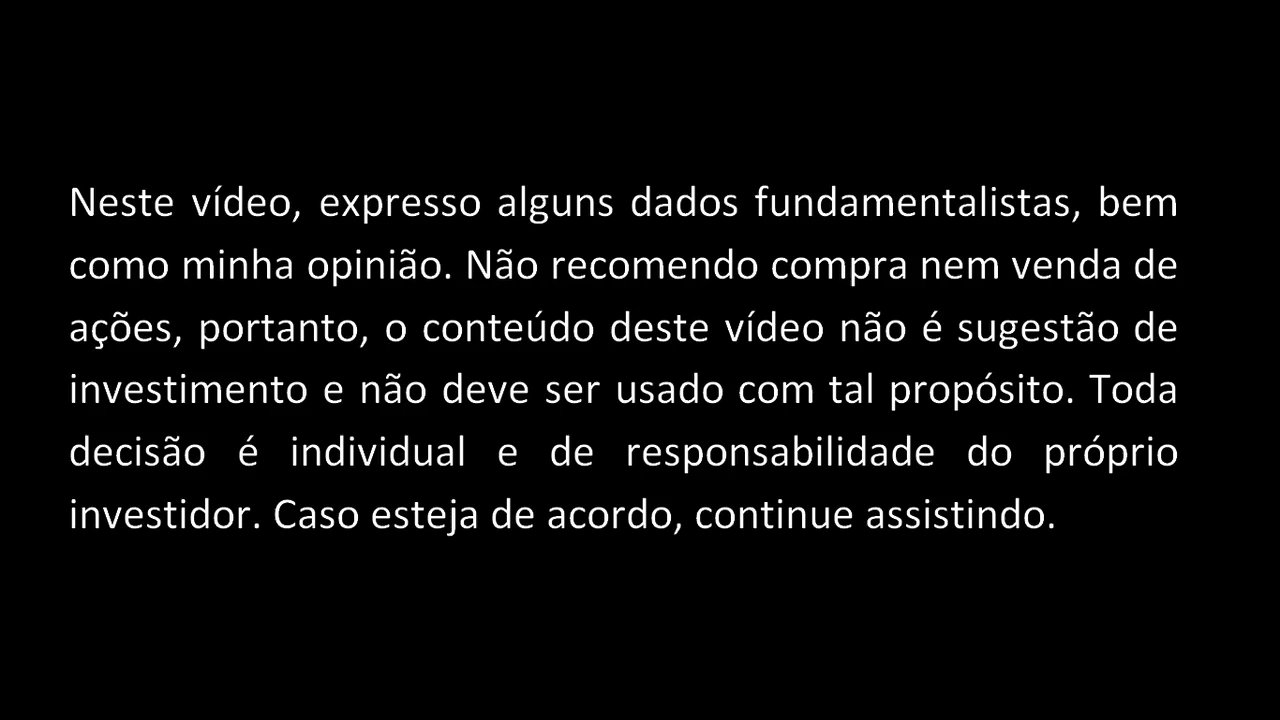 Neste vídeo, expresso alguns dados fundamentalistas, bem
como minha opinião. Não recomendo compra nem venda de
ações, portanto, o conteúdo deste vídeo não é sugestão de
investimento e não deve ser usado com tal propósito. Toda
decisão é individual e de responsabilidade do próprio
investidor. Caso esteja de acordo, continue assistindo.